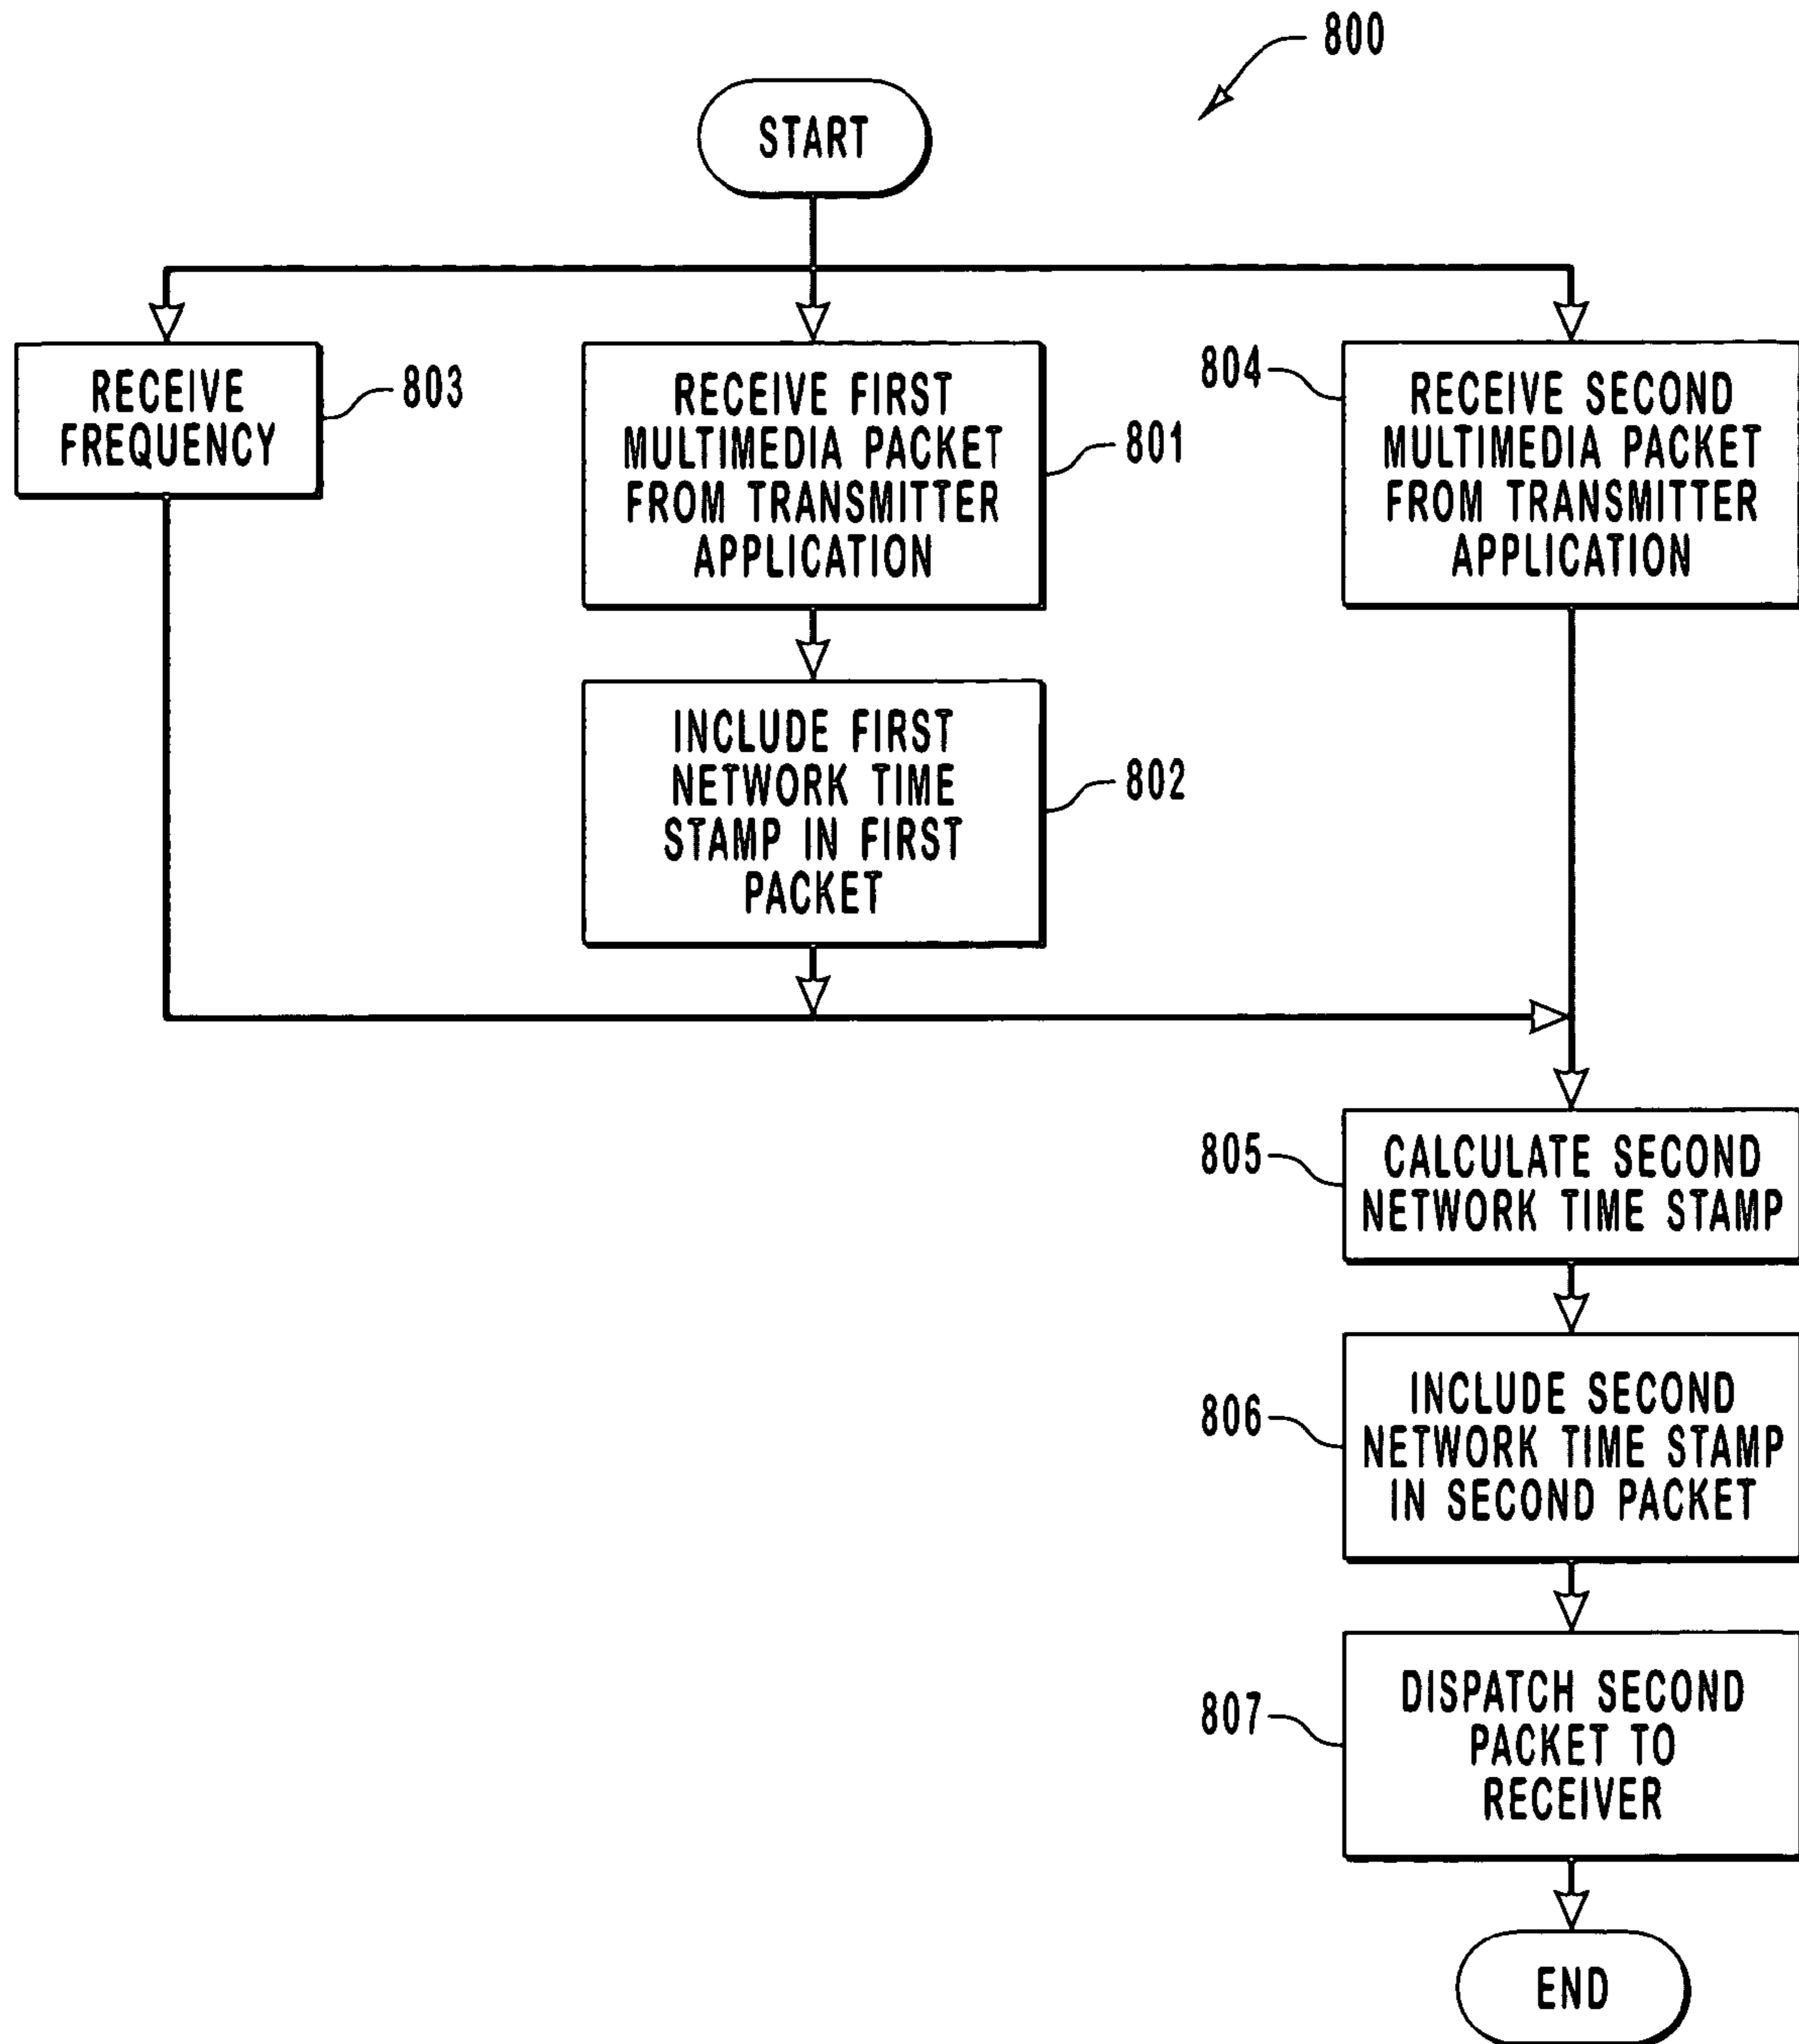 800
START
RECEIVE
FREQUENCY
803
RECEIVE FIRST
MULTIMEDIA PACKET
FROM TRANSMITTER
APPLICATION
801
804
RECEIVE SECOND
MULTIMEDIA PACKET
FROM TRANSMITTER
APPLICATION
INCLUDE FIRST
NETWORK TIME
STAMP IN FIRST
PACKET
802
805
CALCULATE SECOND
NETWORK TIME STAMP
806
INCLUDE SECOND
NETWORK TIME STAMP
IN SECOND PACKET
807
DISPATCH SECOND
PACKET TO
RECEIVER
END